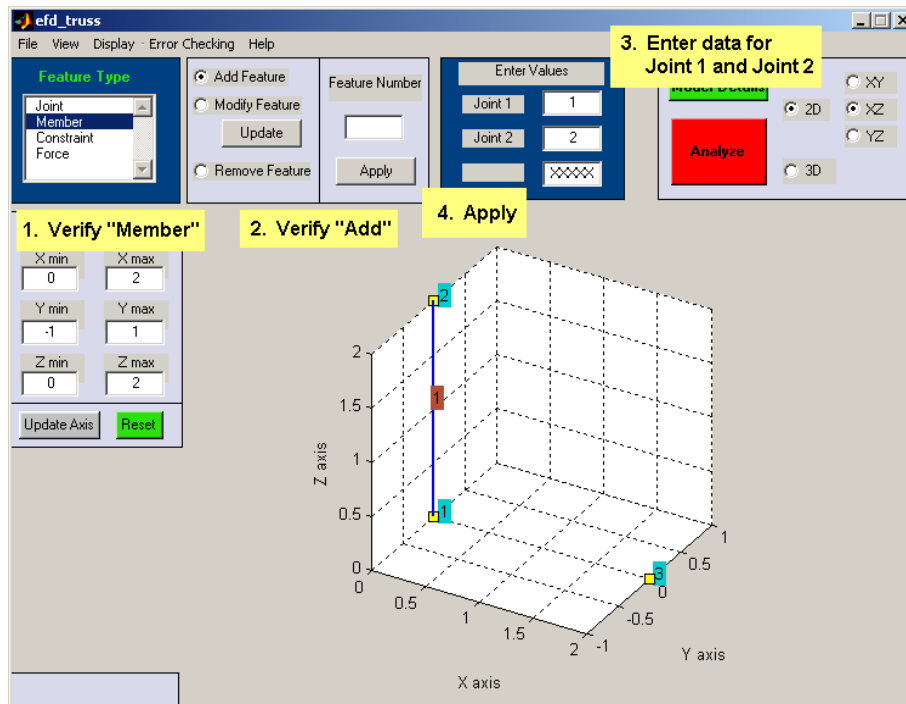 efd_truss
File View Display Error Checking Help
Feature Type
Joint
Member
Constraint
Force
Add Feature
Modify Feature
Update
Remove Feature
Feature Number
Apply
Enter Values
Joint 1 1
Joint 2 2
XXXXX
3. Enter data for
Joint 1 and Joint 2
Model Details
Analyze
2D
3D
XY
XZ
YZ
1. Verify "Member"
2. Verify "Add"
4. Apply
X min X max
0 2
Y min Y max
-1 1
Z min Z max
0 2
Update Axis Reset
2
1.5
1
0.5
0
Z axis
0
0.5
1
1.5
2
X axis
-1
-0.5
0
0.5
1
Y axis
2
1
1
3